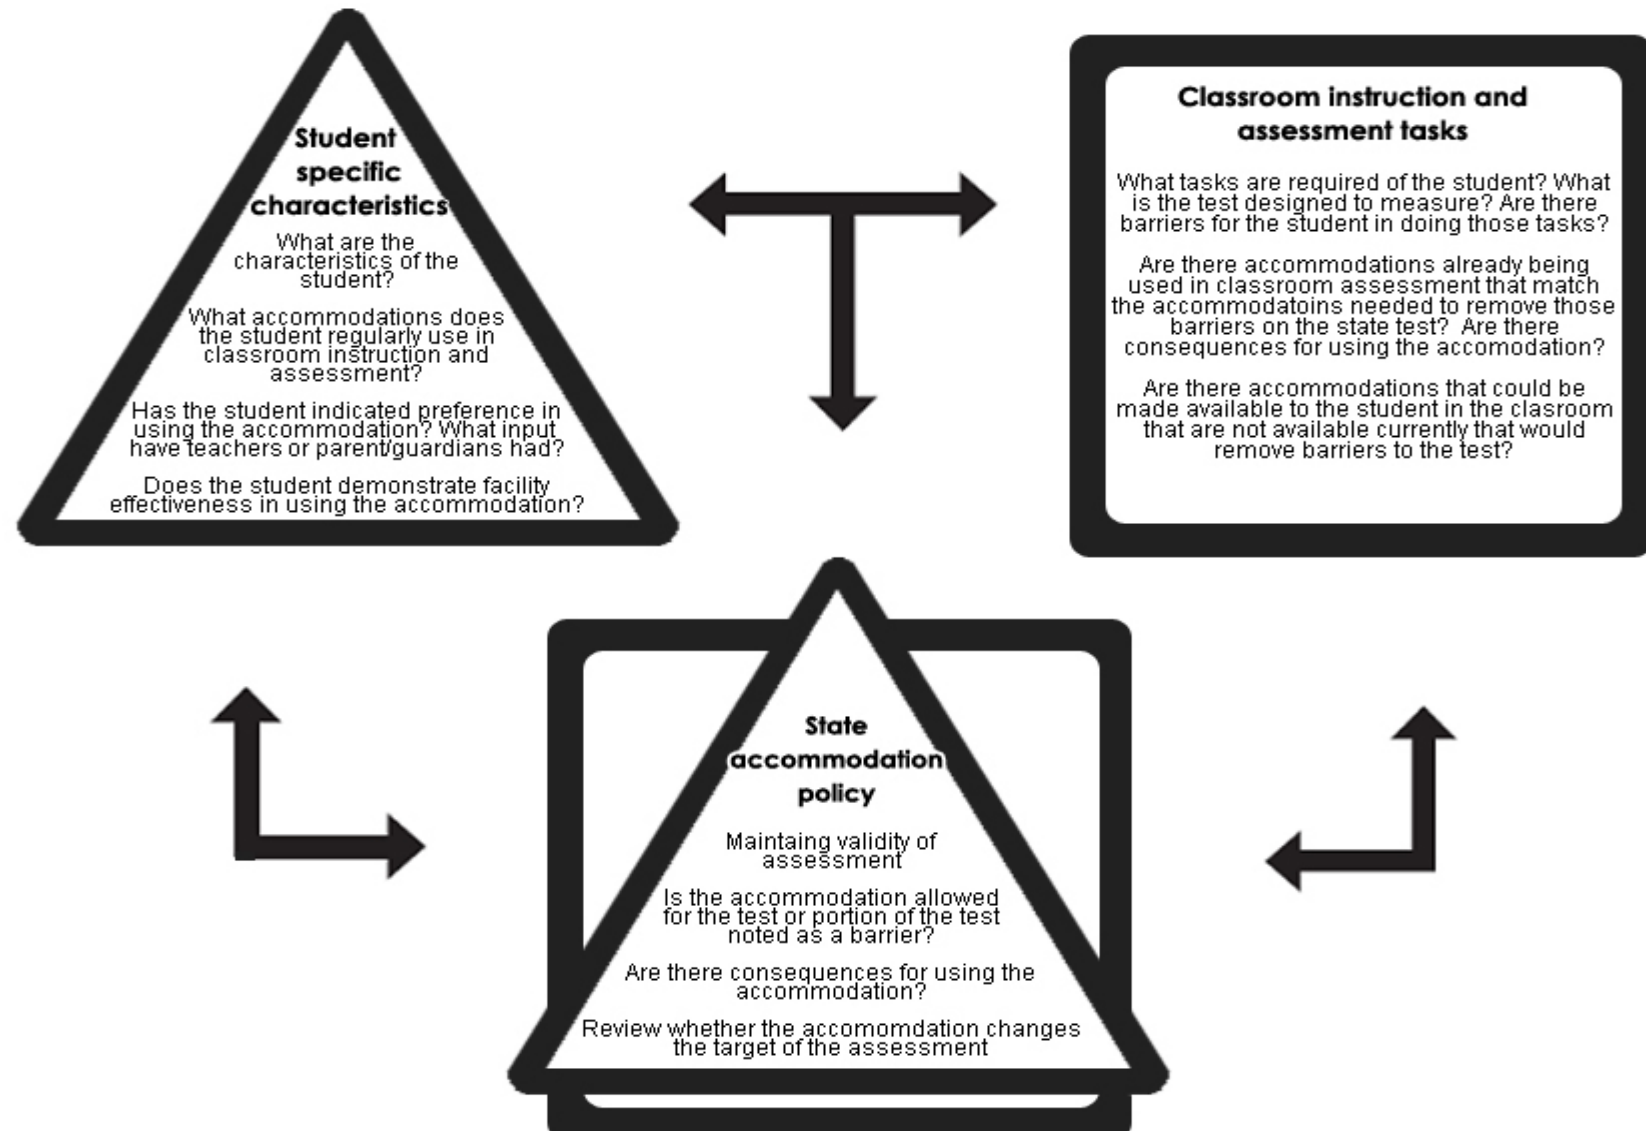 Student
specific
characteristics
What are the
characteristics of the
student?
What accommodations does
the student regularly use in
classroom instruction and
assessment?
Has the student indicated preference in
using the accommodation? What input
have teachers or parent/guardians had?
Does the student demonstrate facility
effectiveness in using the accommodation?
Classroom instruction and
assessment tasks
What tasks are required of the student? What
is the test designed to measure? Are there
barriers for the student in doing those tasks?
Are there accommodations already being
used in classroom assessment that match
the accommodatoins needed to remove those
barriers on the state test? Are there
consequences for using the accomodation?
Are there accommodations that could be
made available to the student in the clasroom
that are not available currently that would
remove barriers to the test?
State
accommodation
policy
Maintaing validity of
assessment
Is the accommodation allowed
for the test or portion of the test
noted as a barrier?
Are there consequences for using the
accommodation?
Review whether the accomomdation changes
the target of the assessment